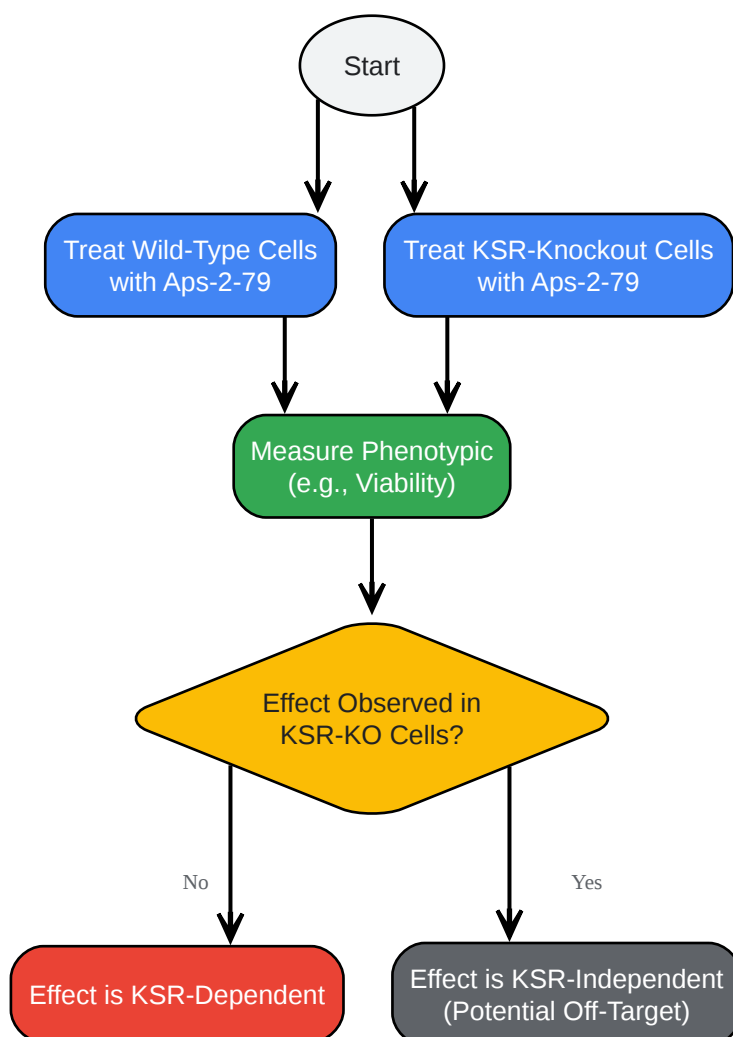 Start
Treat Wild-Type Cells
with Aps-2-79
Treat KSR-Knockout Cells
with Aps-2-79
Measure Phenotypic
(e.g., Viability)
Effect Observed in
KSR-KO Cells?
No
Yes
Effect is KSR-Dependent
Effect is KSR-Independent
(Potential Off-Target)